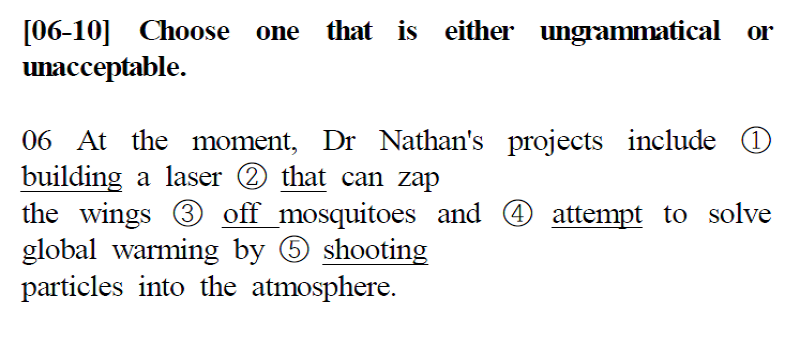 [06-10] Choose one that is either ungrammatical or
unacceptable.
06 At the moment, Dr Nathan's projects include ①
building a laser ② that can zap
the wings ③ off mosquitoes and ④ attempt to solve
global warming by ⑤ shooting
particles into the atmosphere.